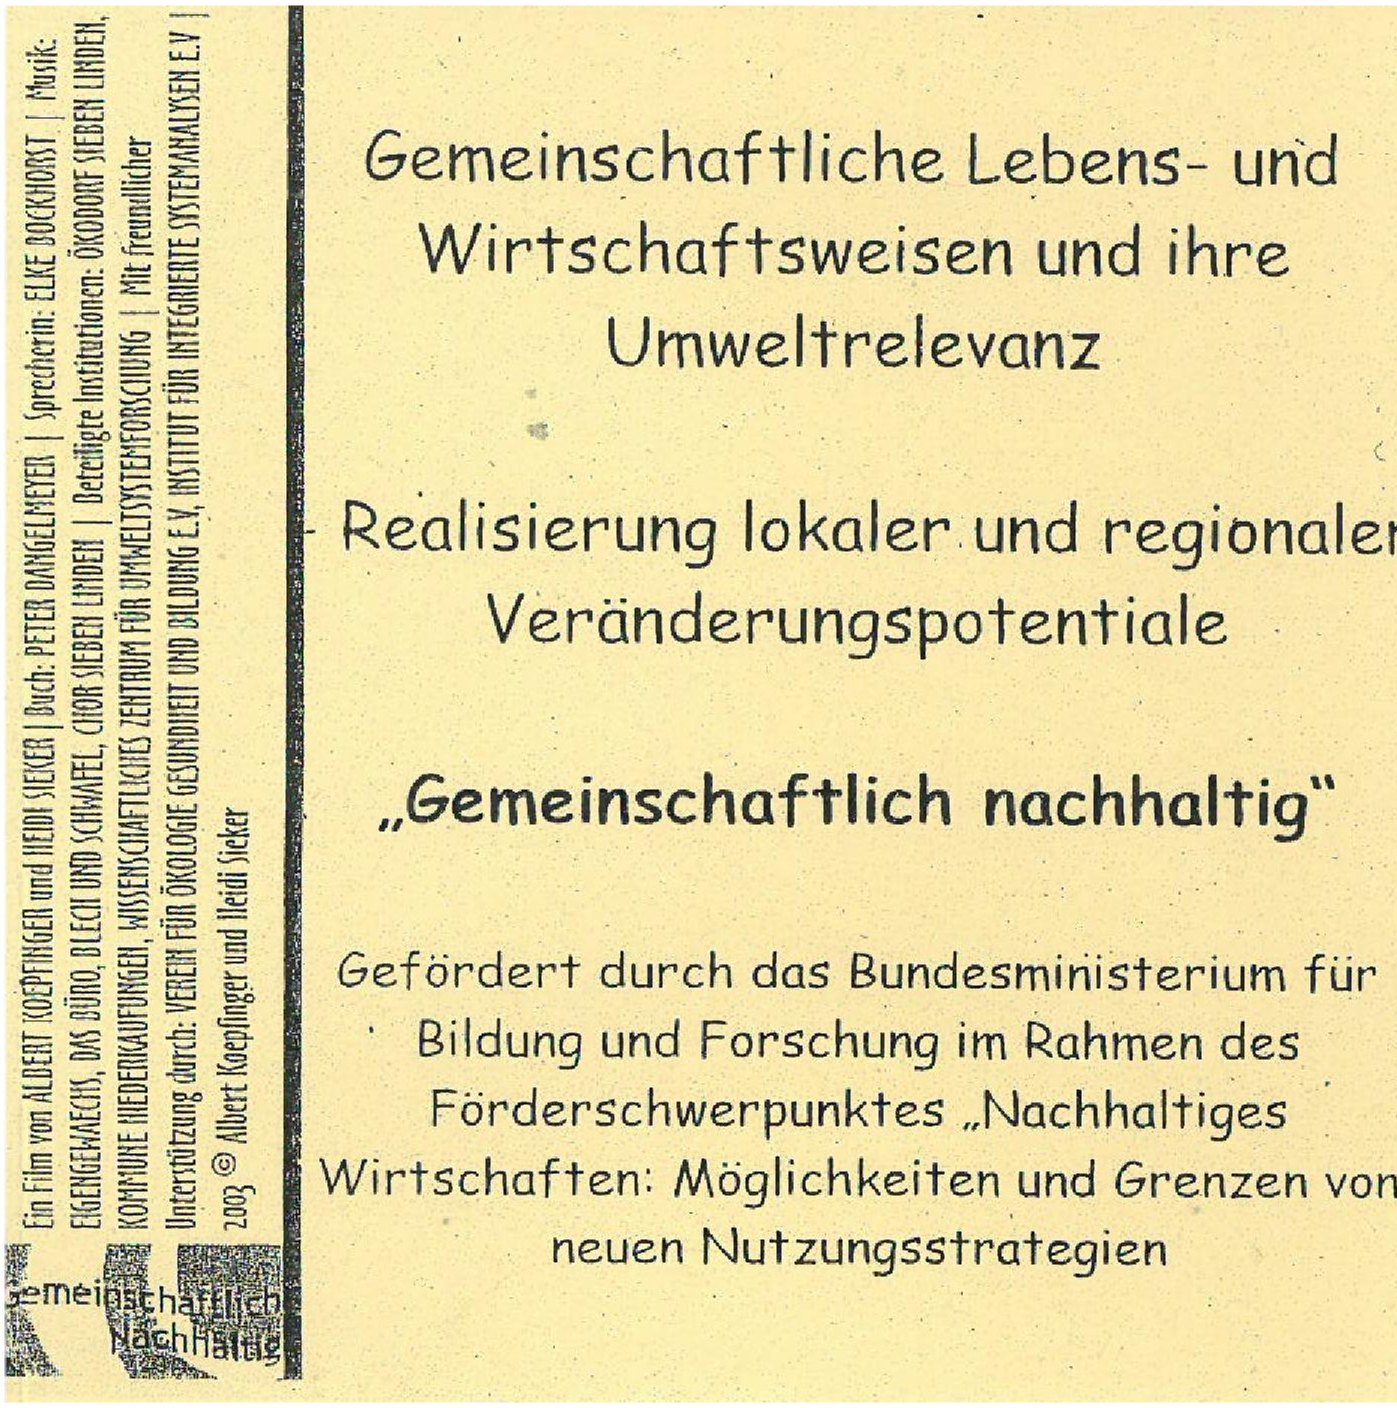 Ein Film von ALBERT KOEPFINGER und HEIDI SIEKER | Buch: PETER DANGELMEYER | Sprecherin: ELKE BOCKHORST | Musik:
EIGENGEWAECHS, DAS BÜRO, BLECH UND SCHWAFEL, CHOR SIEBEN LINDEN | Beteiligte Institutionen: ÖKODORF SIEBEN LINDEN,
KOMMUNE NIEDERKAUFUNGEN, WISSENSCHAFTLICHES ZENTRUM FÜR UMWELTSYSTEMFORSCHUNG | Mit freundlicher
Unterstützung durch: VEREIN FÜR ÖKOLOGIE GESUNDHEIT UND BILDUNG E.V, INSTITUT FÜR INTEGRIERTE SYSTEMANALYSEN E.V |
2003 © Albert Koepfinger und Heidi Sieker
Gemeinschaftlich
Nachhaltig
Gemeinschaftliche Lebens- und
Wirtschaftsweisen und ihre
Umweltrelevanz
- Realisierung lokaler und regionaler
Veränderungspotentiale
„Gemeinschaftlich nachhaltig“
Gefördert durch das Bundesministerium für
Bildung und Forschung im Rahmen des
Förderschwerpunktes „Nachhaltiges
Wirtschaften: Möglichkeiten und Grenzen von
neuen Nutzungsstrategien